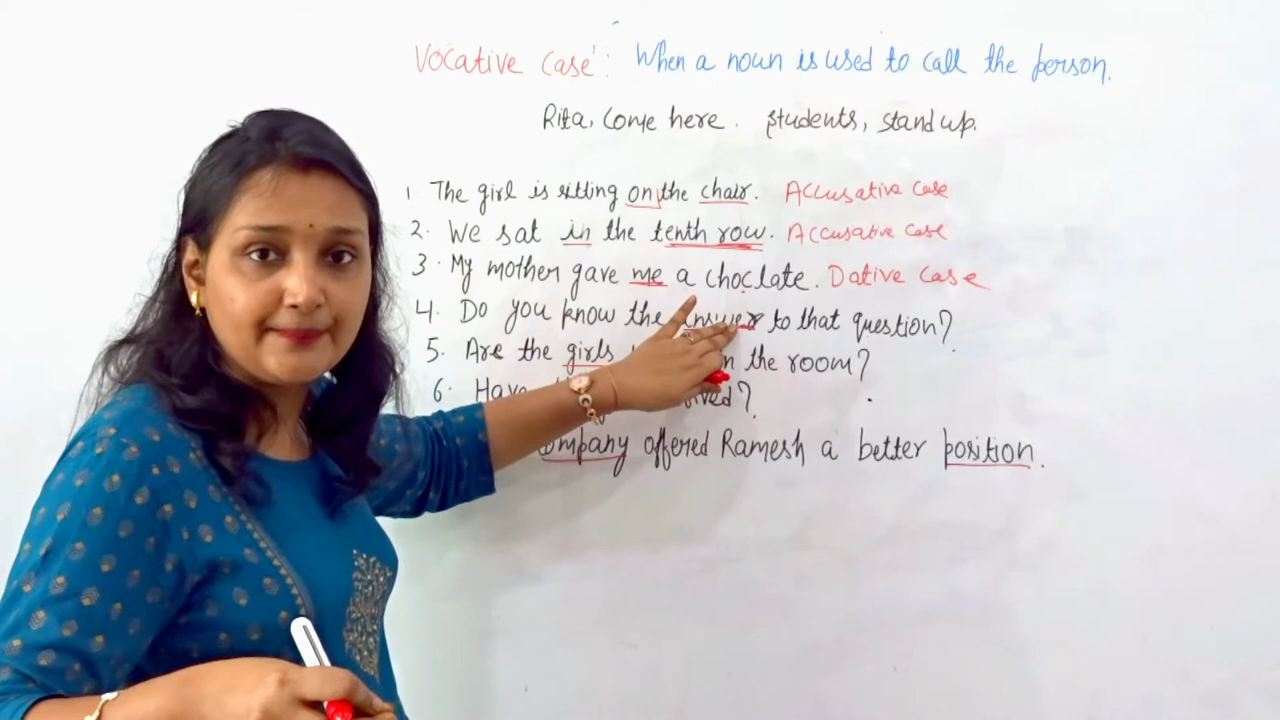 Vocative Case: When a noun is used to call the person.
Rita, Come here. Students, stand up.
1 The girl is sitting on the chair. Accusative Case
2. We sat in the tenth row. Accusative Case
3. My mother gave me a choclate. Dative Case
4. Do you know the answer to that question?
5. Are the girls in the room?
6.
Company offered Ramesh a better position.